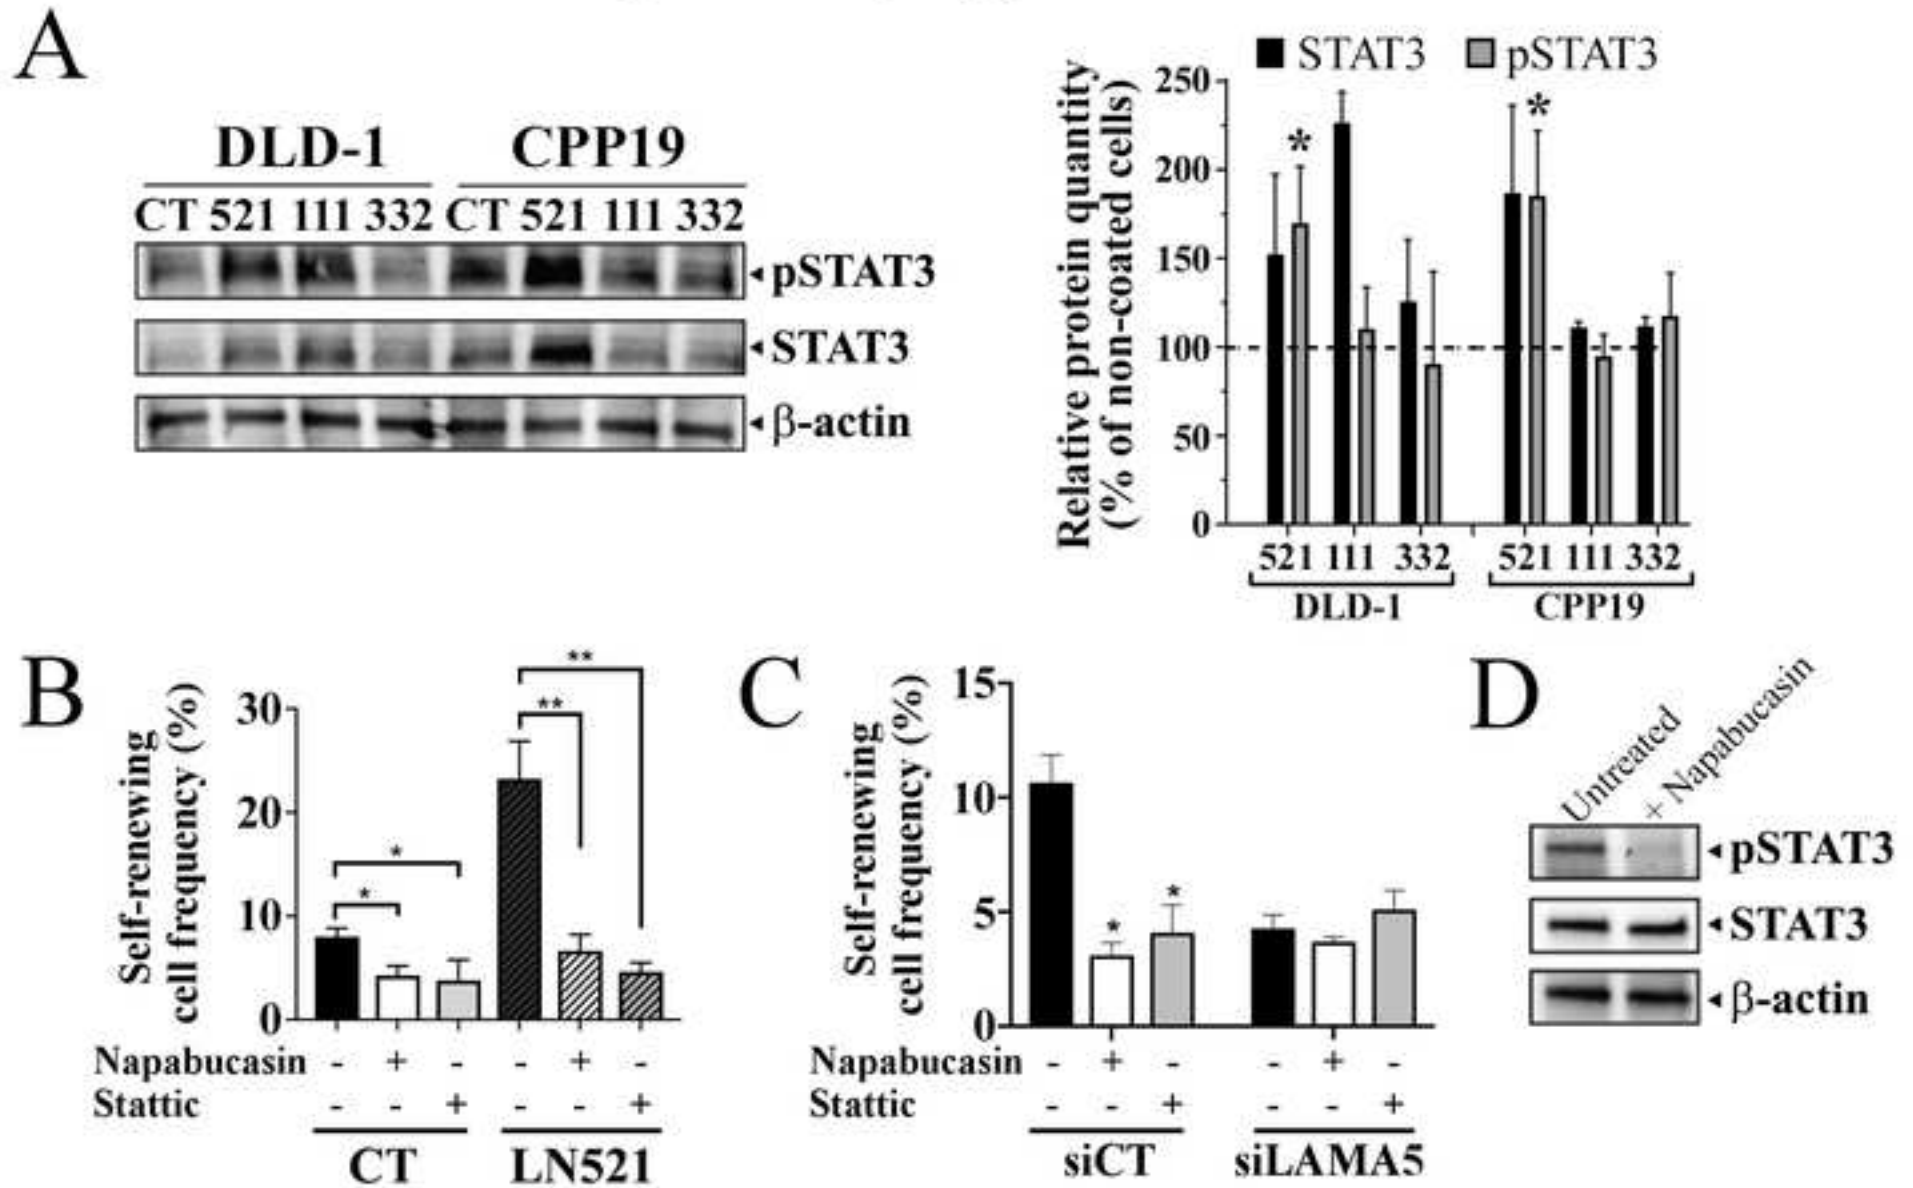 A
DLD-1 CPP19
CT 521 111 332 CT 521 111 332
pSTAT3
STAT3
β-actin
STAT3 pSTAT3
Relative protein quantity
(% of non-coated cells)
250
200
150
100
50
0
* *
521 111 332 521 111 332
DLD-1 CPP19
B
Self-renewing
cell frequency (%)
30
20
10
0
**
**
*
*
Napabucasin - + - - + -
Stattic - - + - - +
CT LN521
C
Self-renewing
cell frequency (%)
15
10
5
0
* *
Napabucasin - + - - + -
Stattic - - + - - +
siCT siLAMA5
D
Untreated
+ Napabucasin
pSTAT3
STAT3
β-actin